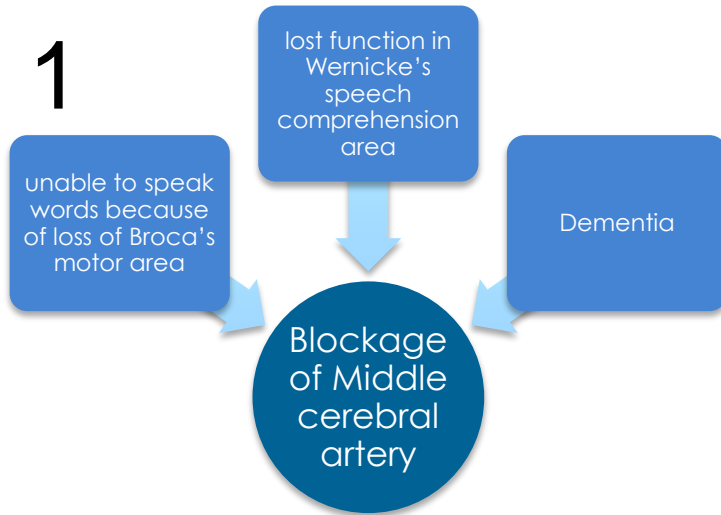 1
lost function in
Wernicke’s
speech
comprehension
area
unable to speak
words because
of loss of Broca’s
motor area
Dementia
Blockage
of Middle
cerebral
artery